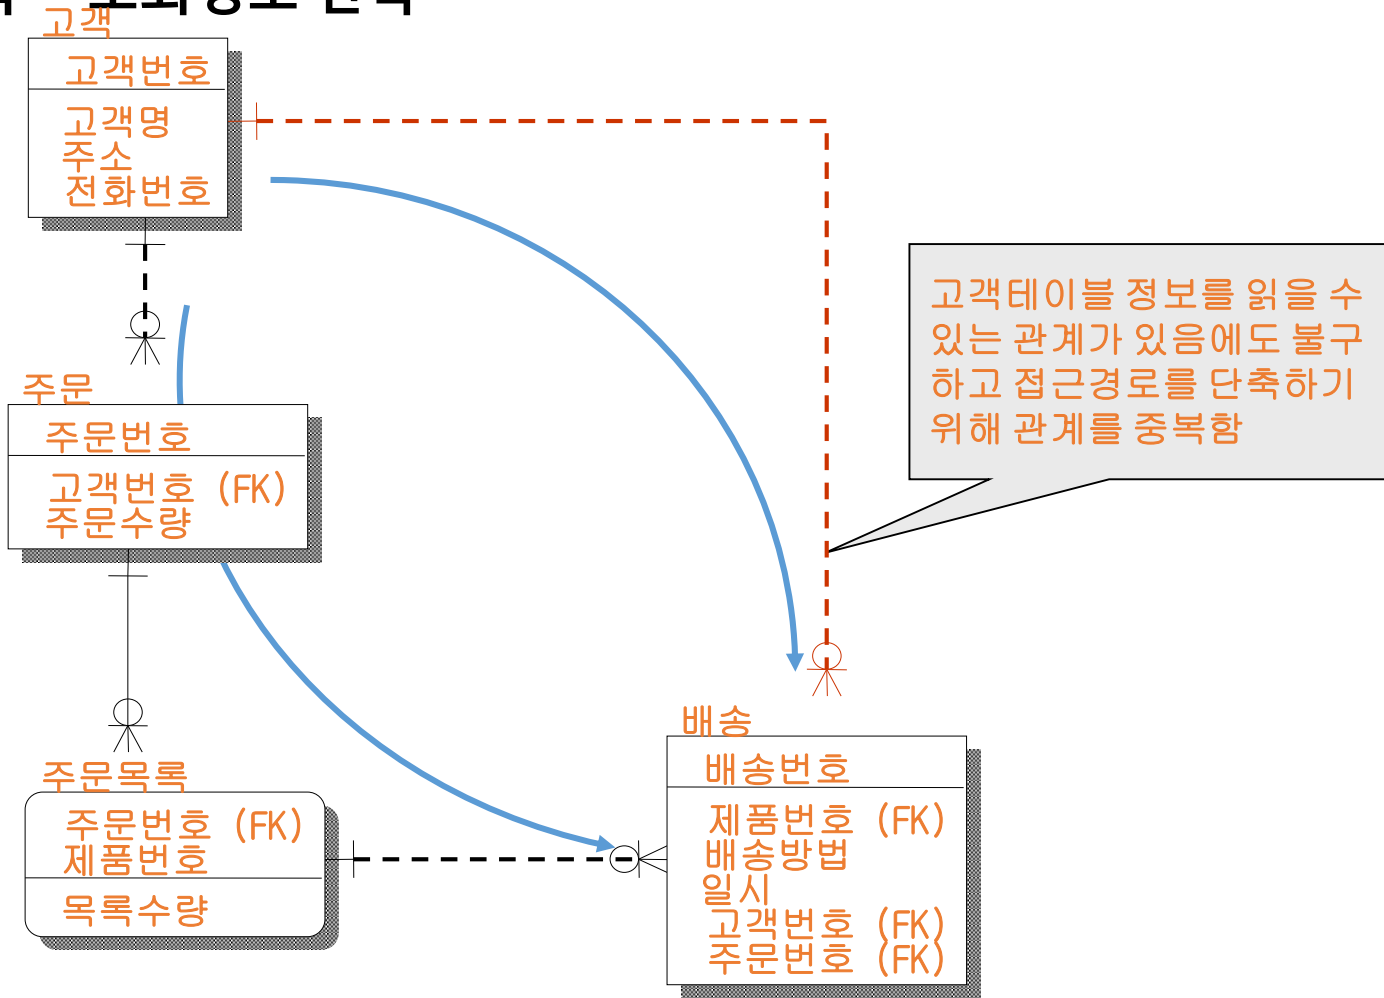 고객
고객번호
고객명
주소
전화번호
고객테이블 정보를 읽을 수
있는 관계가 있음에도 불구
하고 접근경로를 단축하기
위해 관계를 중복함
주문
주문번호
고객번호 (FK)
주문수량
주문목록
주문번호 (FK)
제품번호
목록수량
배송
배송번호
제품번호 (FK)
배송방법
일시
고객번호 (FK)
주문번호 (FK)